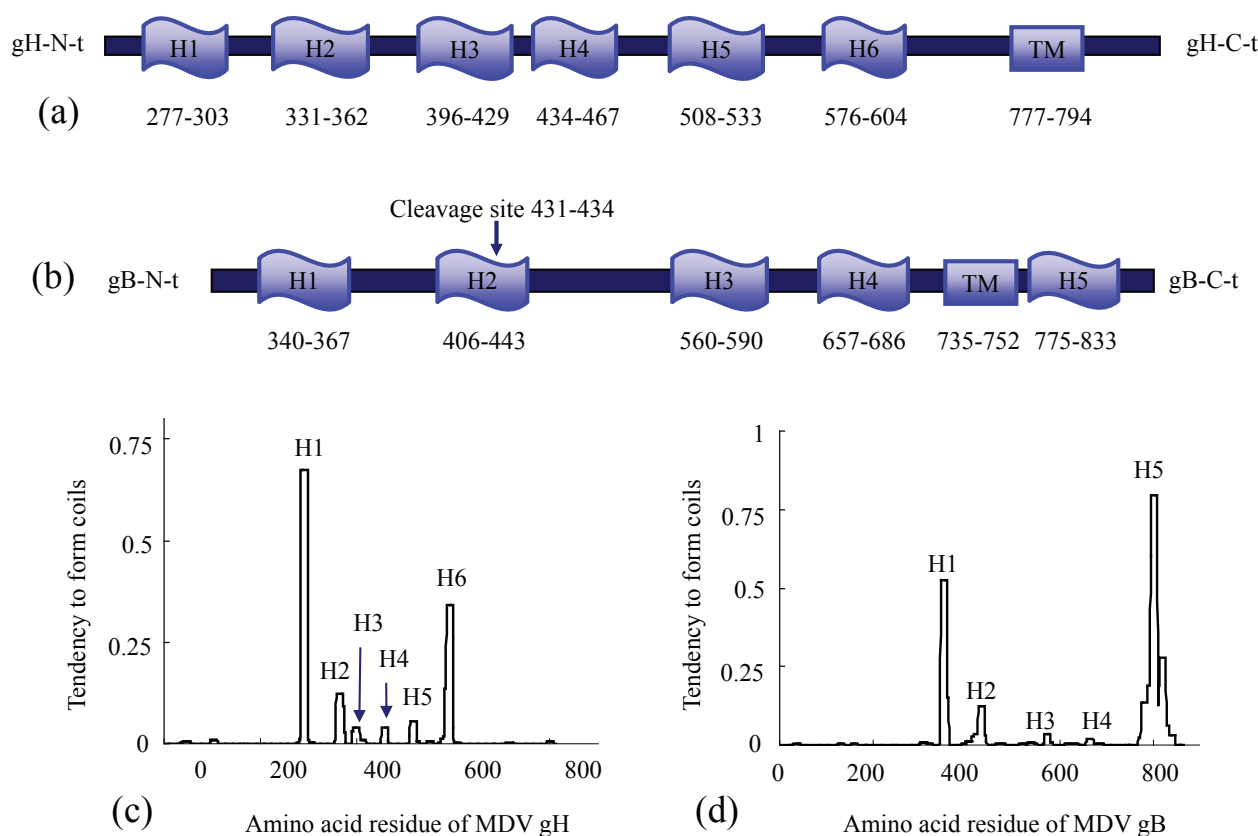 gH-N-t H1 H2 H3 H4 H5 H6 TM gH-C-t
(a) 277-303 331-362 396-429 434-467 508-533 576-604 777-794
Cleavage site 431-434
(b) gB-N-t H1 H2 H3 H4 TM H5 gB-C-t
340-367 406-443 560-590 657-686 735-752 775-833
Tendency to form coils
0.75
0.5
0.25
0
H1
H2
H3
H4
H5
H6
0 200 400 600 800
(c) Amino acid residue of MDV gH
Tendency to form coils
1
0.75
0.5
0.25
0
H1
H2
H3
H4
H5
0 400 600 800
(d) Amino acid residue of MDV gB